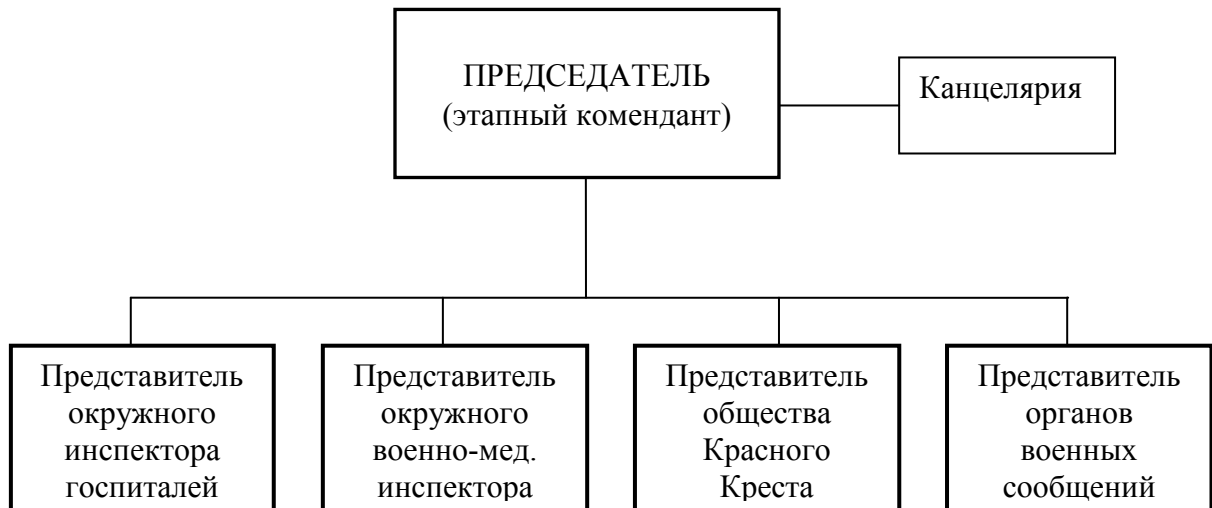 ПРЕДСЕДАТЕЛЬ
(этапный комендант)
Канцелярия
Представитель
окружного
инспектора
госпиталей
Представитель
окружного
военно-мед.
инспектора
Представитель
общества
Красного
Креста
Представитель
органов
военных
сообщений